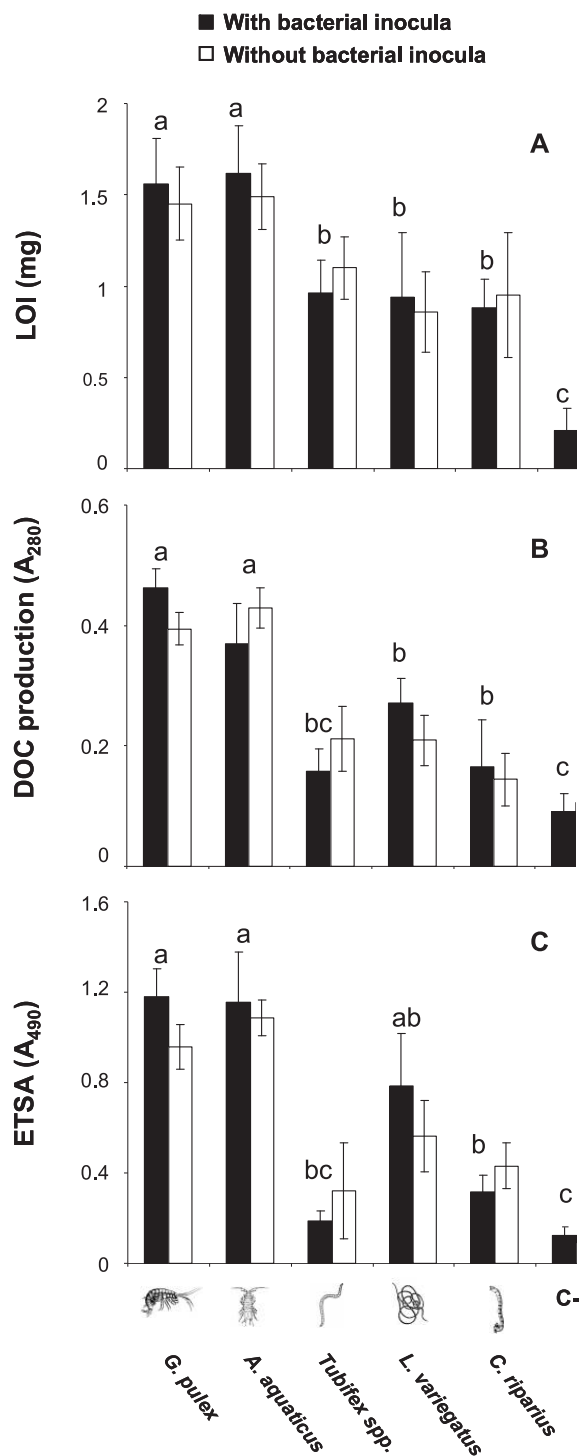 With bacterial inocula
Without bacterial inocula
A
LOI (mg)
2
1.5
1
0.5
0
a
a
b
b
b
c
B
DOC production (A280)
0.6
0.4
0.2
0
a
a
bc
b
b
c
C
ETSA (A490)
1.6
1.2
0.8
0.4
0
a
a
bc
ab
b
c
C-
G. pulex
A. aquaticus
Tubifex spp.
L. variegatus
C. riparius